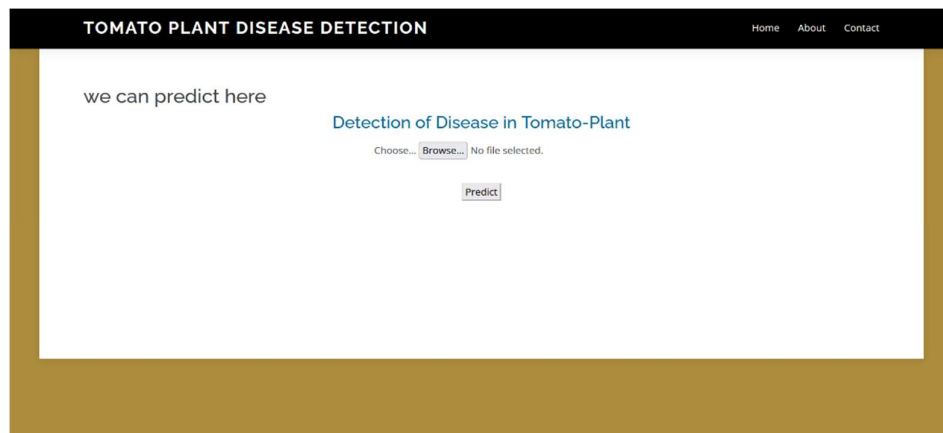 TOMATO PLANT DISEASE DETECTION
Home About Contact
we can predict here
Detection of Disease in Tomato-Plant
Choose... Browse... No file selected.
Predict